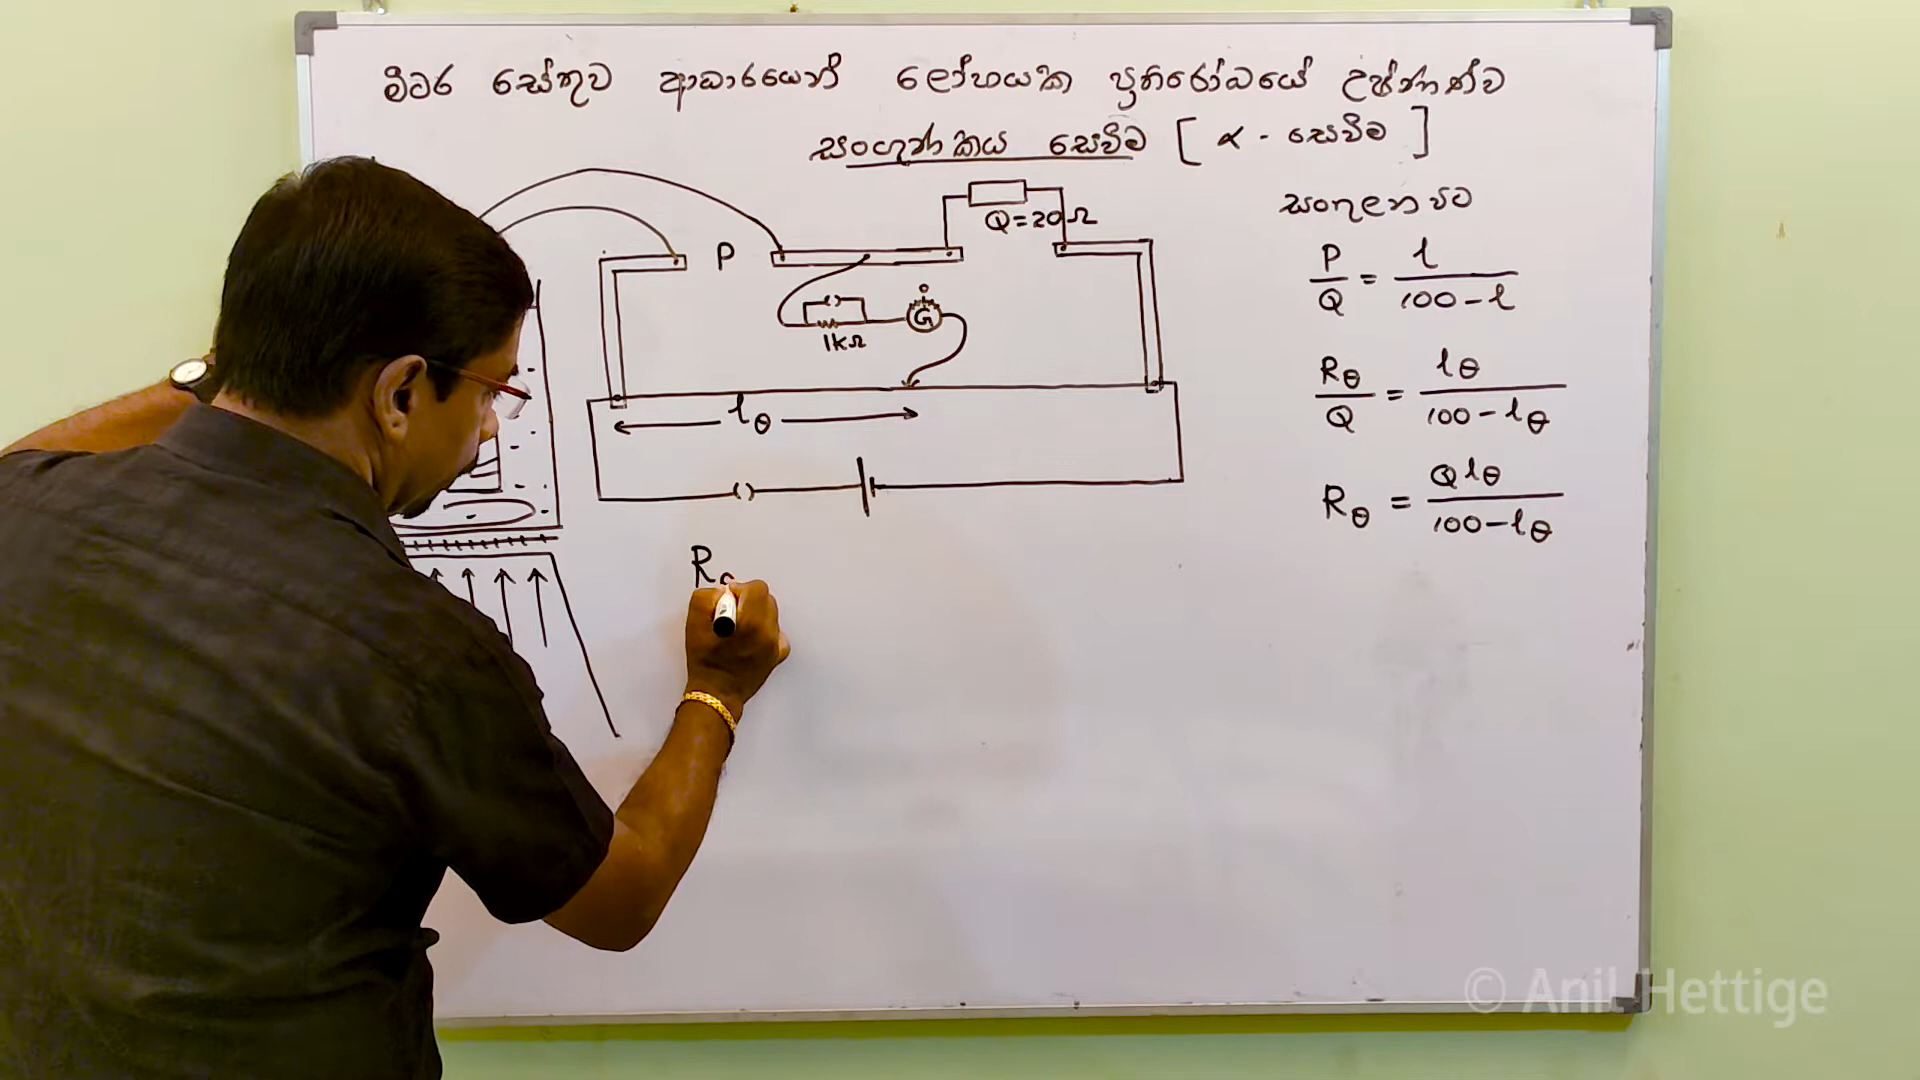 මීටර සේතුව ආධාරයෙන් ලෝහයක ප්‍රතිරෝධයේ උෂ්ණත්ව
සංගුණකය සෙවීම [ α - සෙවීම ]
Q=20Ω
P
G
1kΩ
lθ
R
සංතුලන විට
P/Q = l/(100-l)
Rθ/Q = lθ/(100-lθ)
Rθ = Qlθ/(100-lθ)
© Anil Hettige